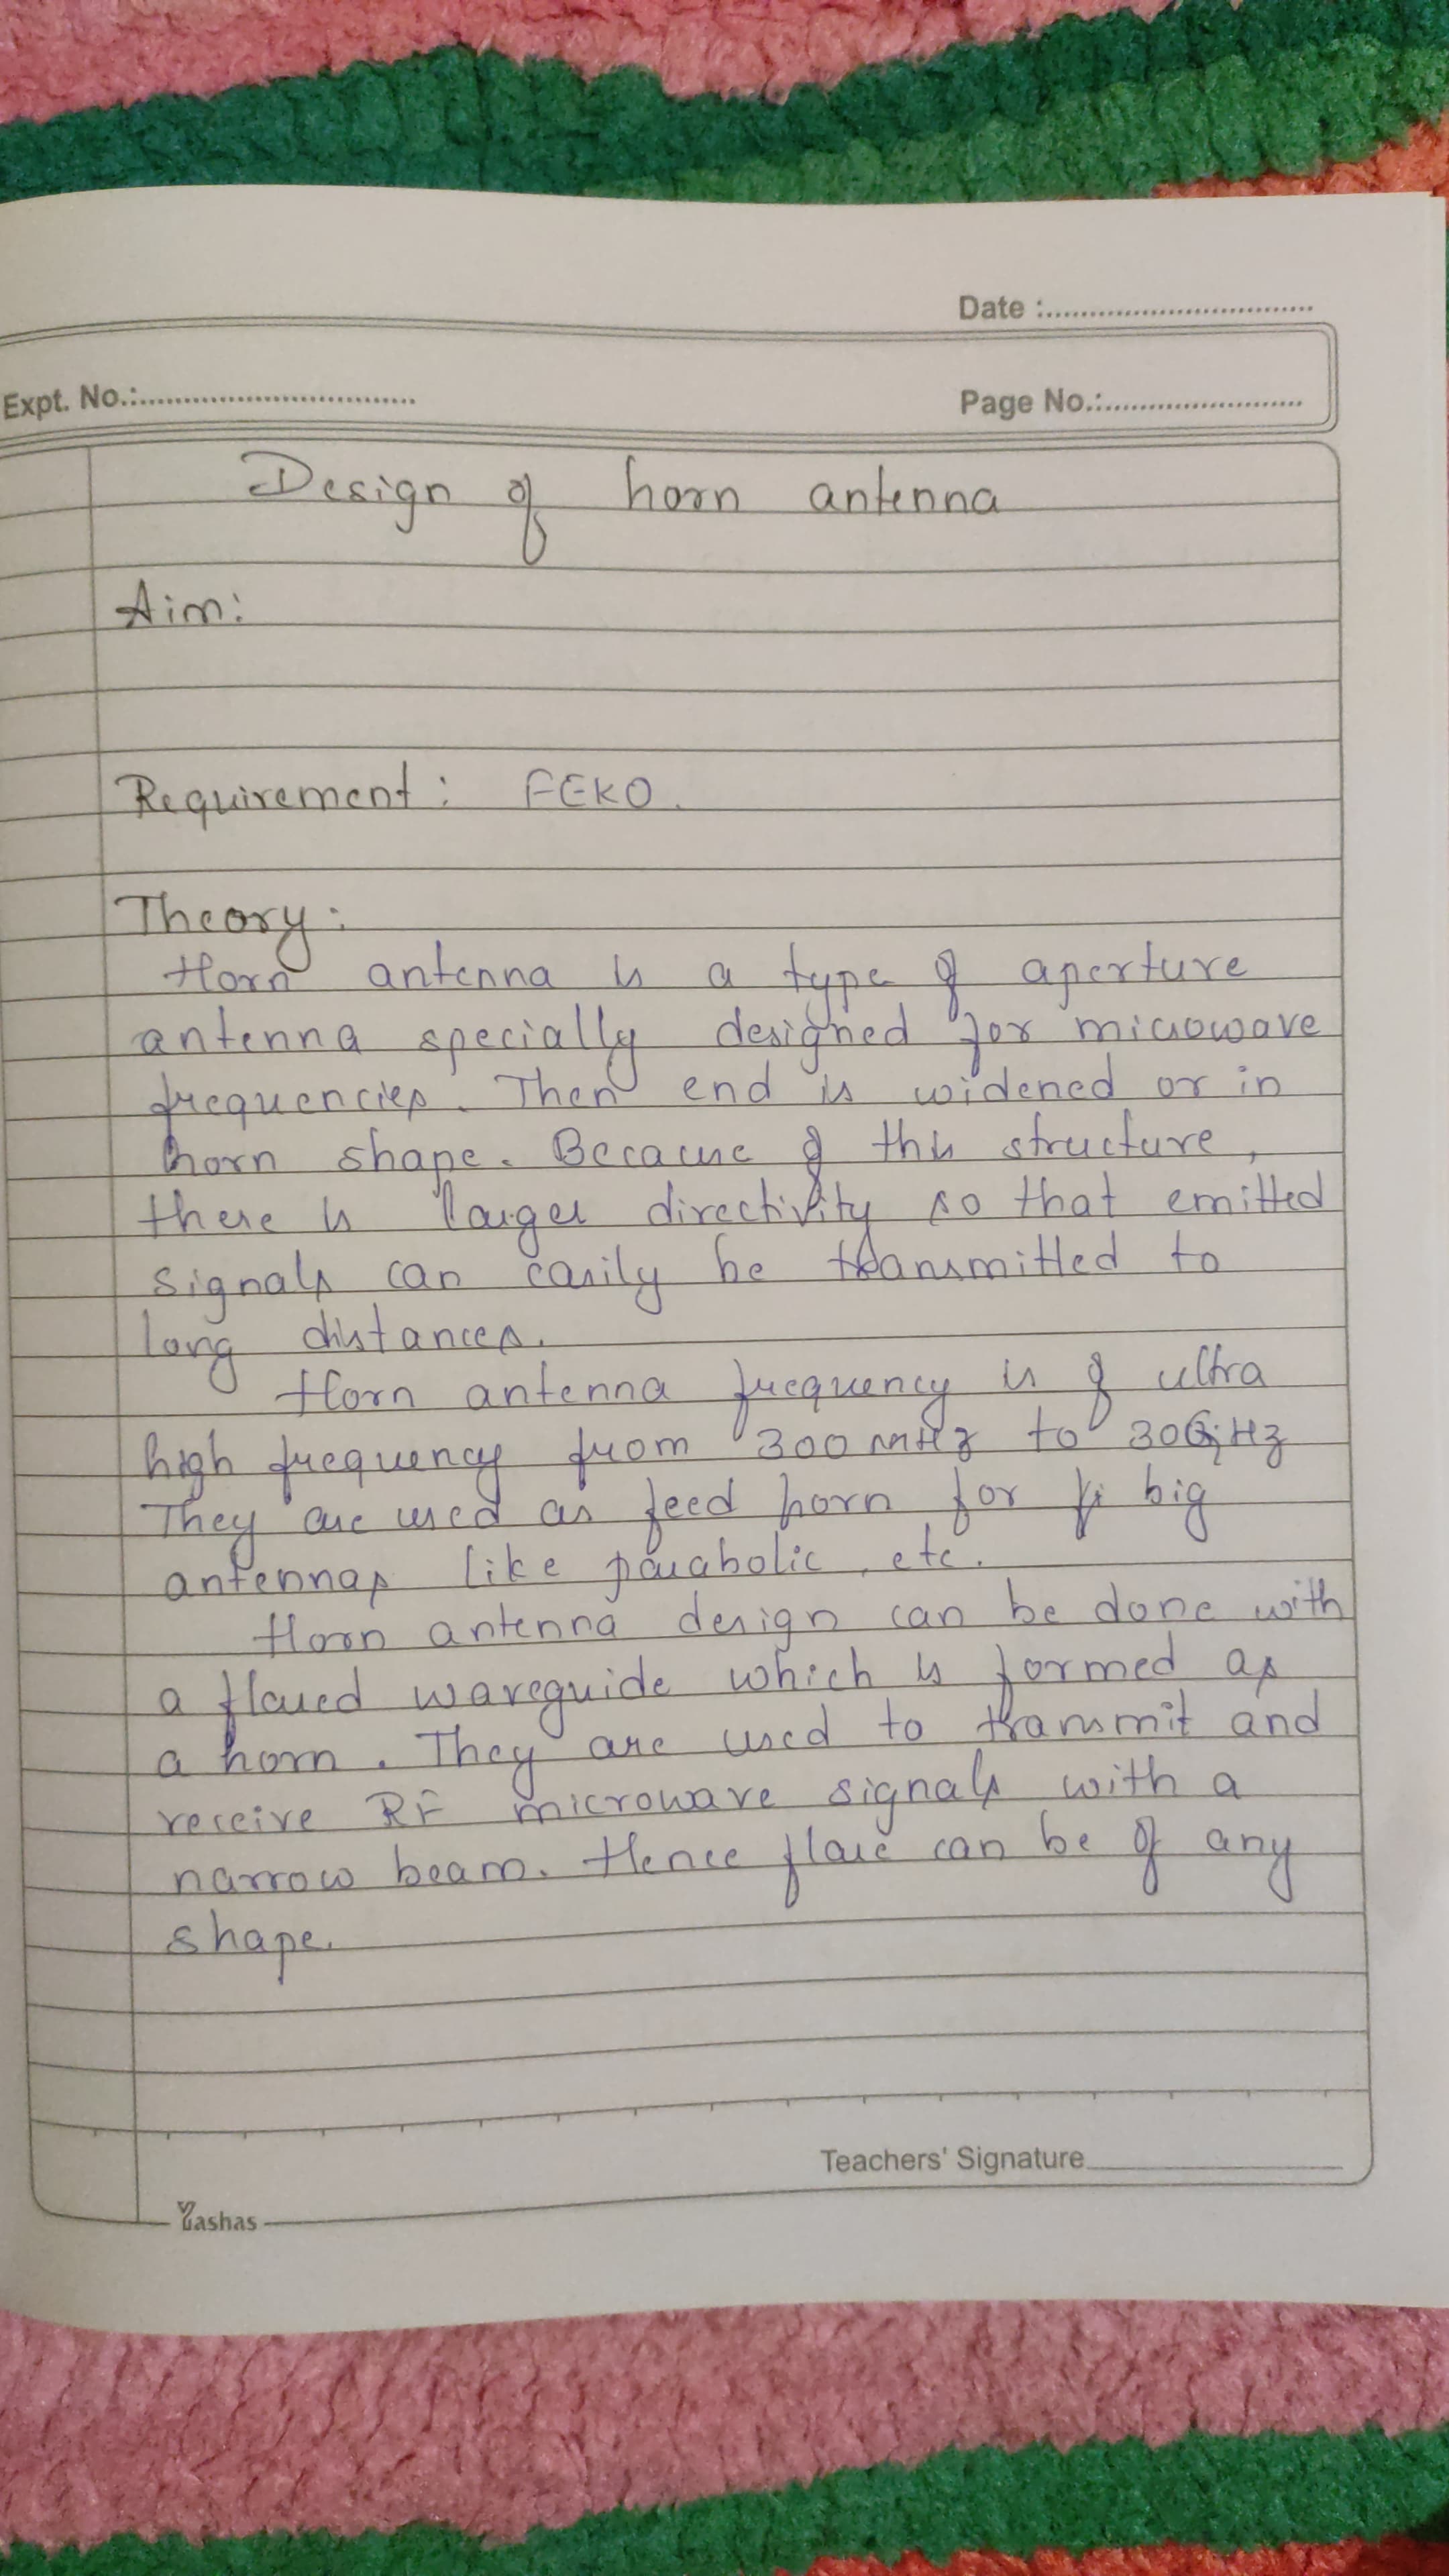 Date :
Expt. No.:
Page No.:
Design of horn antenna
Aim:
Requirement : FEKO.
Theory :
Horn antenna is a type of aperture
antenna specially designed for microwave
frequencies. Then end is widened or in
horn shape. Because of this structure,
there is larger directivity so that emitted
signals can easily be transmitted to
long distances.
Horn antenna frequency is of ultra
high frequency from 300 MHz to 30GHz
They are used as feed horn for big
antennas like parabolic, etc.
Horn antenna design can be done with
a flared waveguide which is formed as
a horn. They are used to transmit and
receive RF microwave signals with a
narrow beam. Hence flare can be of any
shape.
Teachers' Signature
Yashas